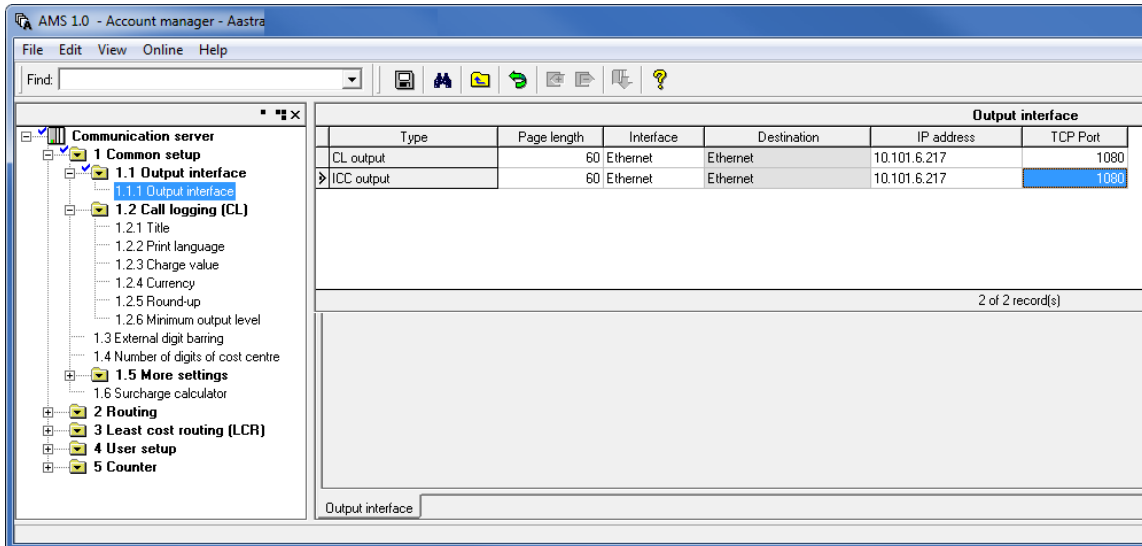 AMS 1.0 - Account manager - Aastra
File Edit View Online Help
Find:
Communication server
1 Common setup
1.1 Output interface
1.1.1 Output interface
1.2 Call logging (CL)
1.2.1 Title
1.2.2 Print language
1.2.3 Charge value
1.2.4 Currency
1.2.5 Round-up
1.2.6 Minimum output level
1.3 External digit barring
1.4 Number of digits of cost centre
1.5 More settings
1.6 Surcharge calculator
2 Routing
3 Least cost routing (LCR)
4 User setup
5 Counter
Output interface
Type Page length Interface Destination IP address TCP Port
CL output 60 Ethernet Ethernet 10.101.6.217 1080
ICC output 60 Ethernet Ethernet 10.101.6.217 1080
2 of 2 record(s)
Output interface